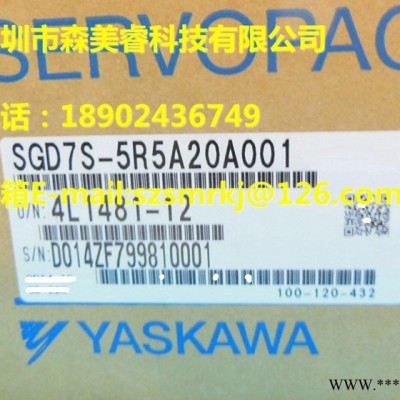 圳市森美睿科技有限公司
SERVOPAC
话：18902436749
SGD7S-5R5A20A001
箱E-mail:szsmrkj@126.com
O/N: 4L1481-12
S/N: D014ZF799810001
100-120-432
YASKAWA
www.***